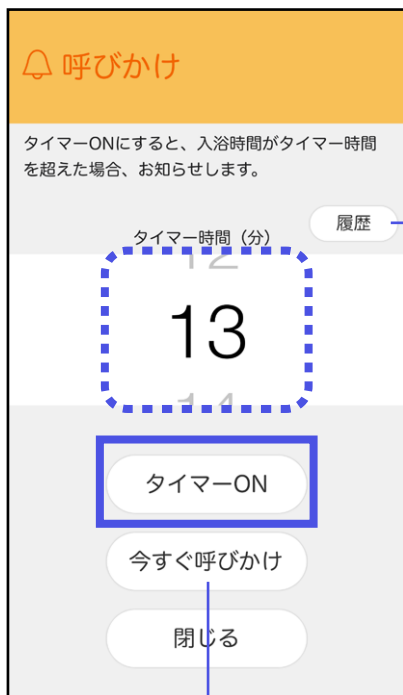 呼びかけ
タイマーONにすると、入浴時間がタイマー時間
を超えた場合、お知らせします。
履歴
タイマー時間（分）
12
13
14
タイマーON
今すぐ呼びかけ
閉じる